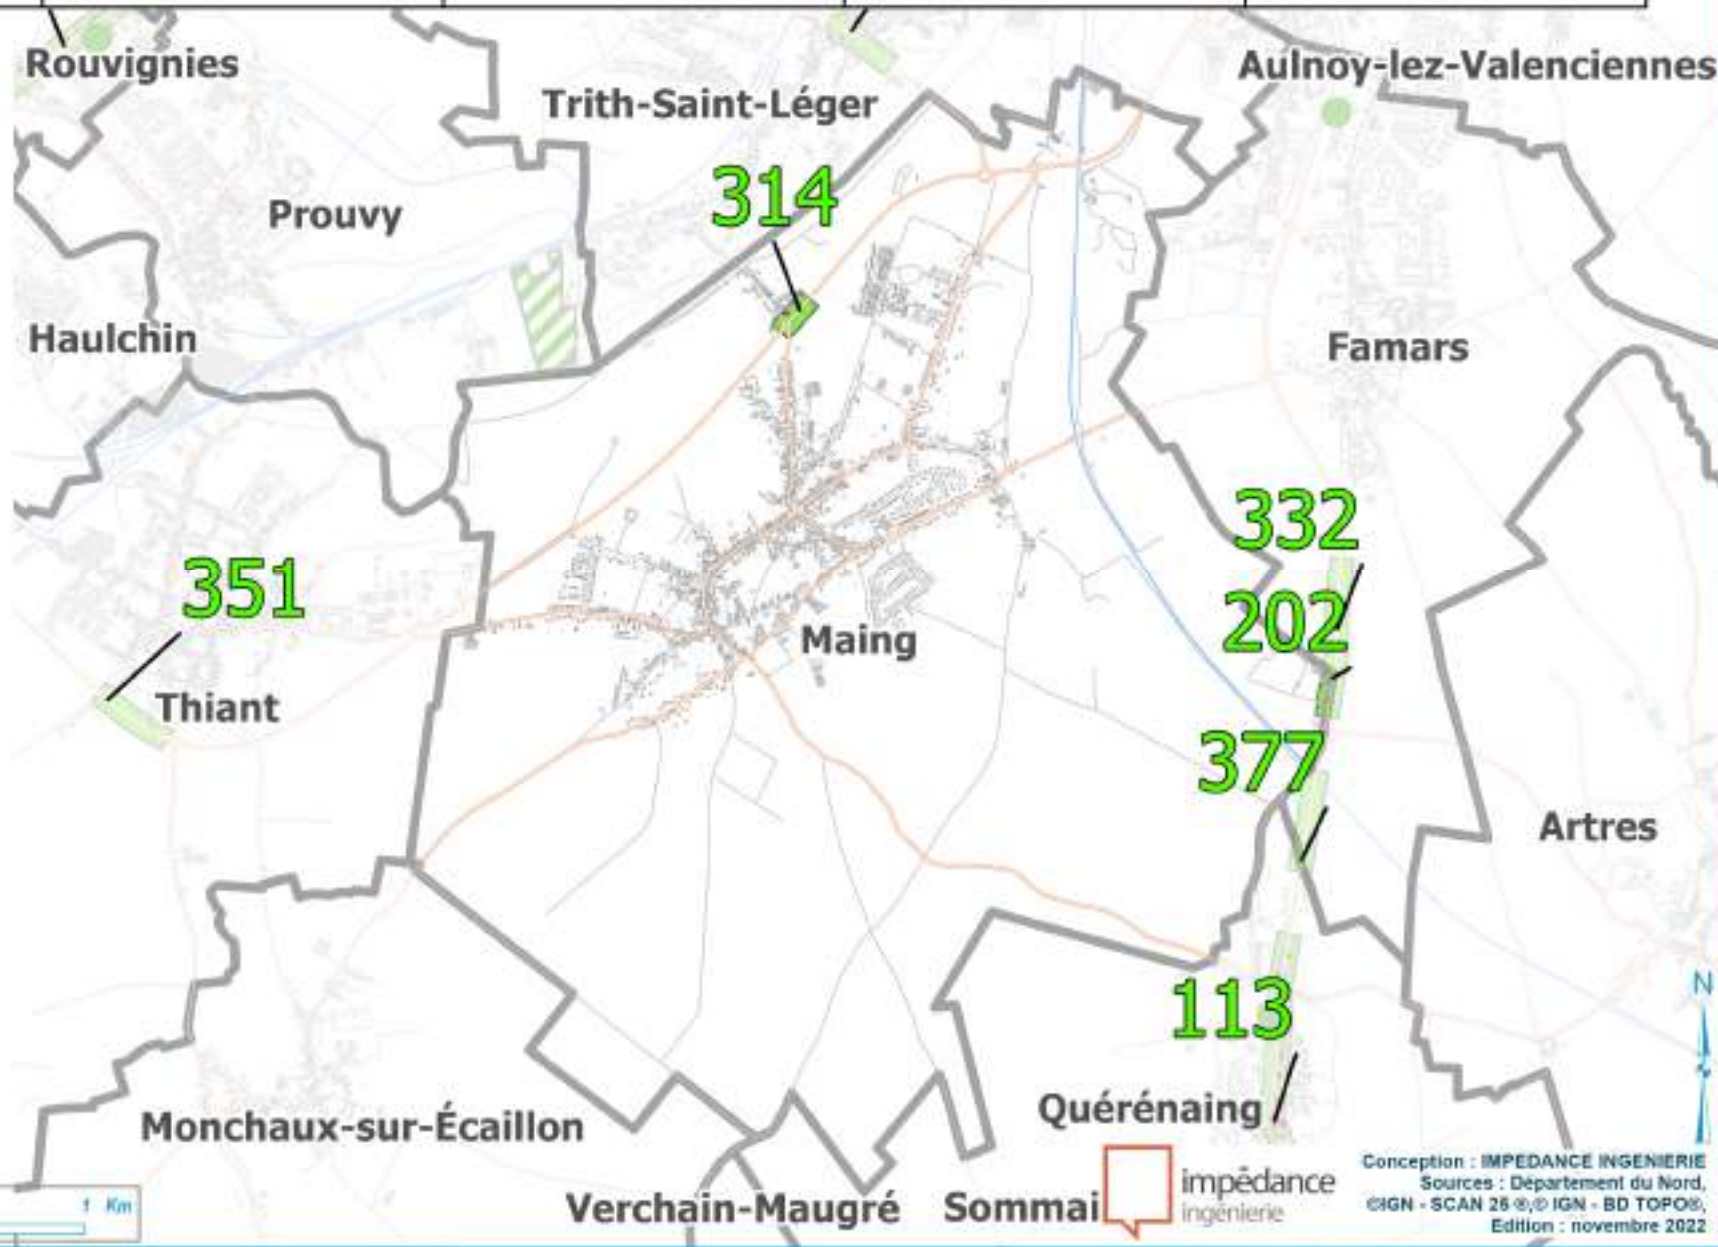 Rouvignies
Aulnoy-lez-Valenciennes
Trith-Saint-Léger
314
Prouvy
Haulchin
Famars
332
351
202
Maing
Thiant
377
Artres
N
113
Quérénaing
Monchaux-sur-Écaillon
Verchain-Maugré
Sommai
1 Km
impédance
ingénierie
Conception : IMPEDANCE INGENIERIE
Sources : Département du Nord,
©IGN - SCAN 26 ®,© IGN - BD TOPO®,
Edition : novembre 2022